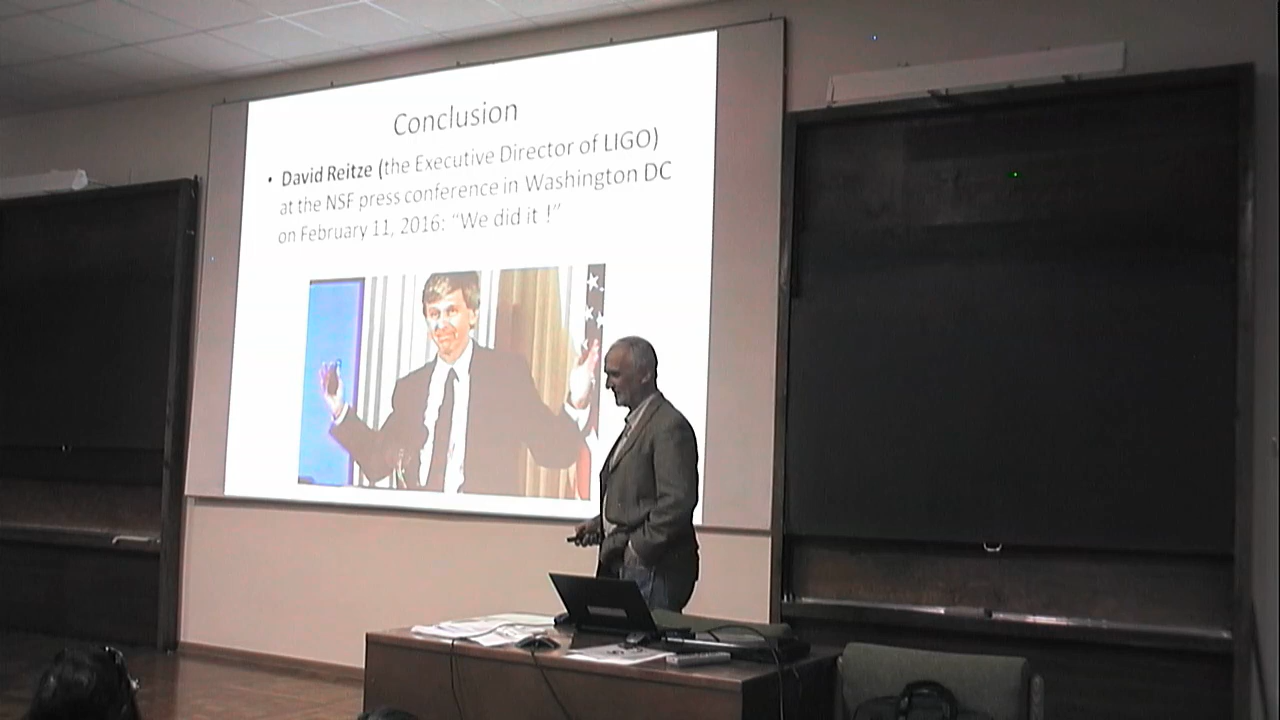 Conclusion
• David Reitze (the Executive Director of LIGO)
at the NSF press conference in Washington DC
on February 11, 2016: “We did it !”